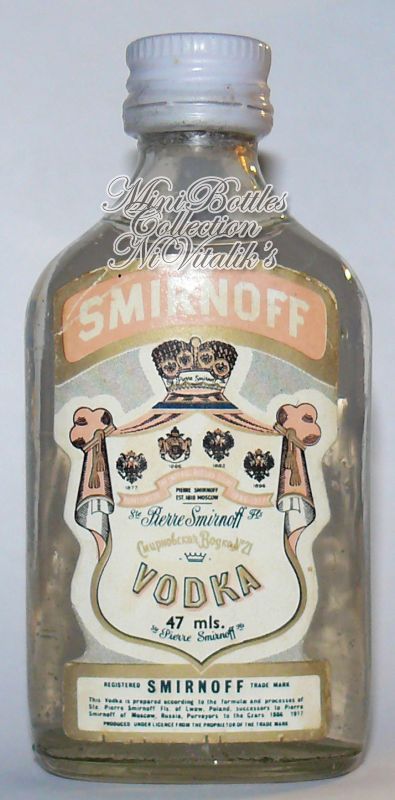 MiniBottles
Collection
NiVitalik's
SMIRNOFF
Pierre Smirnoff
1886 1882
1877 1896
PIERRE SMIRNOFF
EST. 1818 MOSCOW
Ste Pierre Smirnoff Fls
Смирновская Водка №21
VODKA
47 mls.
Ste Pierre Smirnoff Fls
REGISTERED SMIRNOFF TRADE MARK
This Vodka is prepared according to the formulae and processes of
Ste. Pierre Smirnoff Fls. of Lwow, Poland, successors to Pierre
Smirnoff of Moscow, Russia, Purveyors to the Czars 1886 1917
PRODUCED UNDER LICENCE FROM THE PROPRIETOR OF THE TRADE MARK